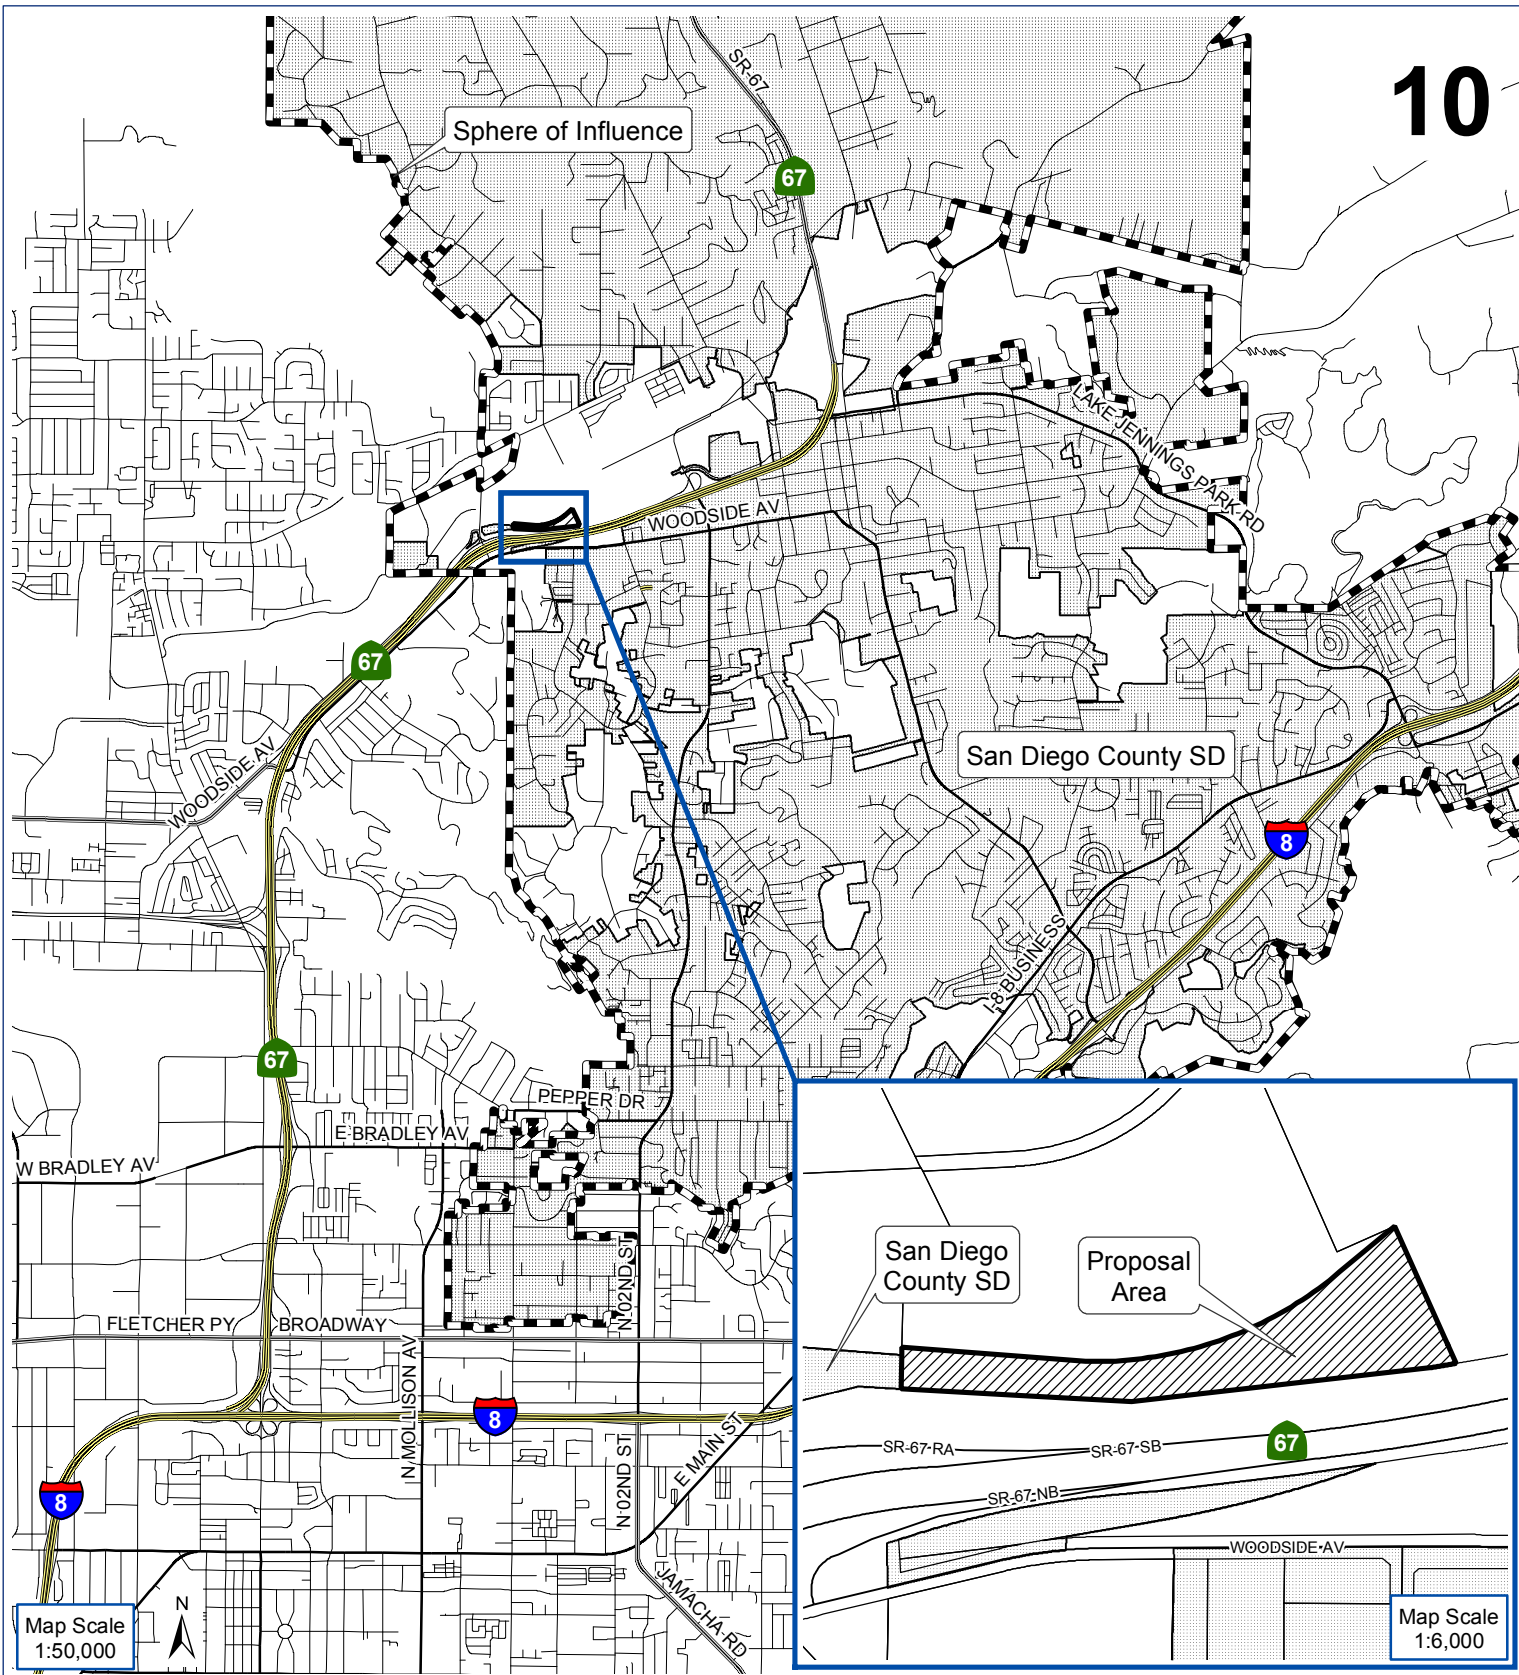 10
SR-67
Sphere of Influence
67
LAKE JENNINGS PARK RD
WOODSIDE AV
67
San Diego County SD
WOODSIDE AV
8
I-8 BUSINESS
67
PEPPER DR
E BRADLEY AV
W BRADLEY AV
N 02ND ST
FLETCHER PY
BROADWAY
N MOLLISON AV
8
E MAIN ST
N 02ND ST
8
JAMACHA RD
N
Map Scale
1:50,000
San Diego
County SD
Proposal
Area
67
SR-67 RA
SR-67 SB
SR-67 NB
WOODSIDE AV
Map Scale
1:6,000